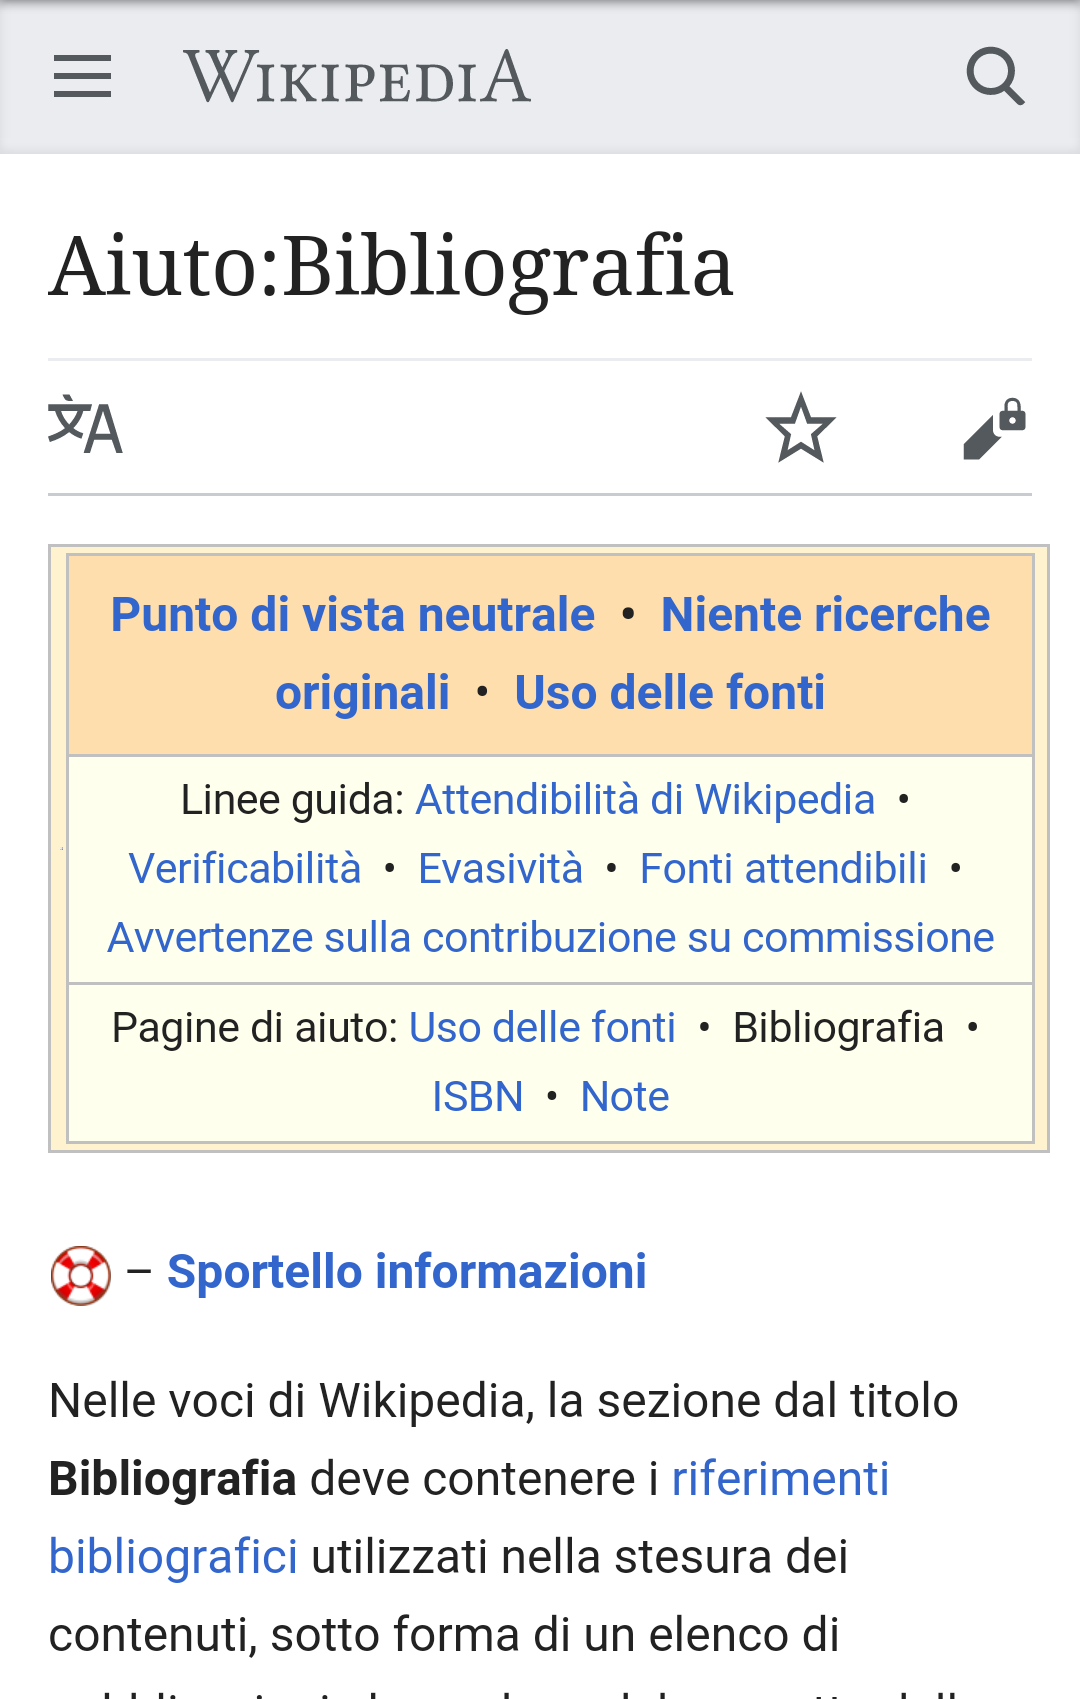 WIKIPEDIA
Aiuto:Bibliografia
Punto di vista neutrale • Niente ricerche
originali • Uso delle fonti
Linee guida: Attendibilità di Wikipedia •
Verificabilità • Evasività • Fonti attendibili •
Avvertenze sulla contribuzione su commissione
Pagine di aiuto: Uso delle fonti • Bibliografia •
ISBN • Note
– Sportello informazioni
Nelle voci di Wikipedia, la sezione dal titolo
Bibliografia deve contenere i riferimenti
bibliografici utilizzati nella stesura dei
contenuti, sotto forma di un elenco di